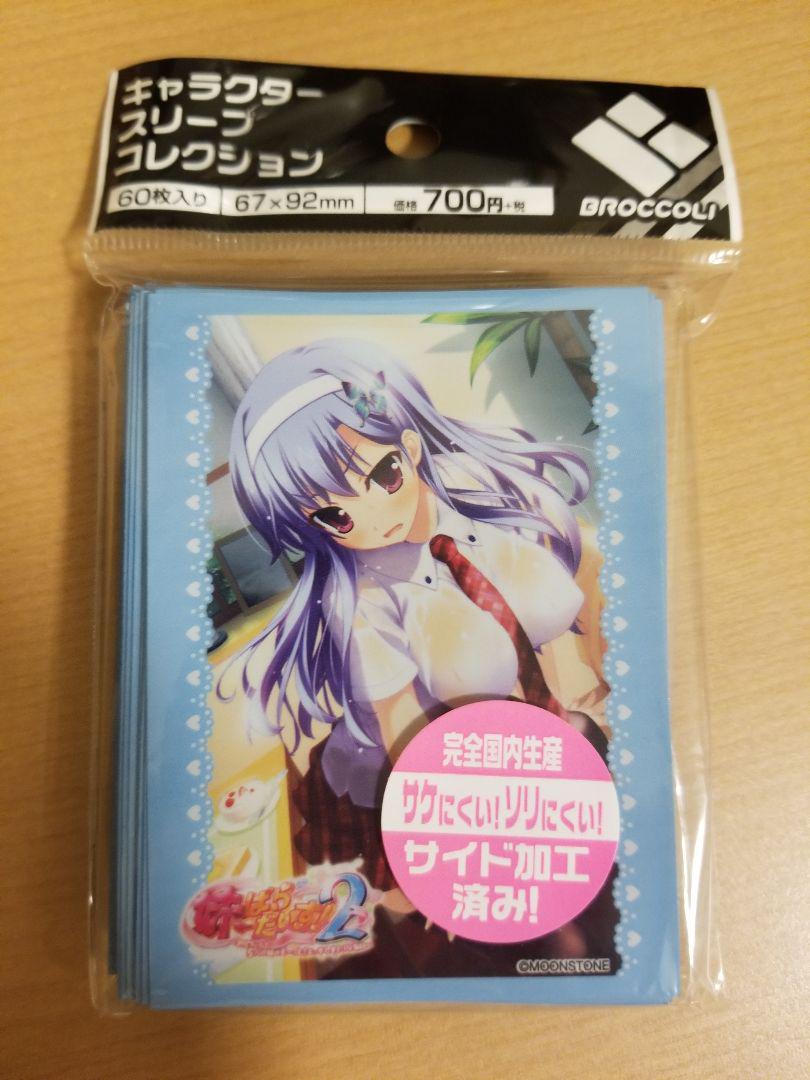 キャラクター
スリーブ
コレクション
60枚入り 67×92mm 価格 700円+税
BROCCOLI
完全国内生産
サケにくい!ソリにくい!
サイド加工
済み!
妹ぱら
だいす!2
©MOONSTONE